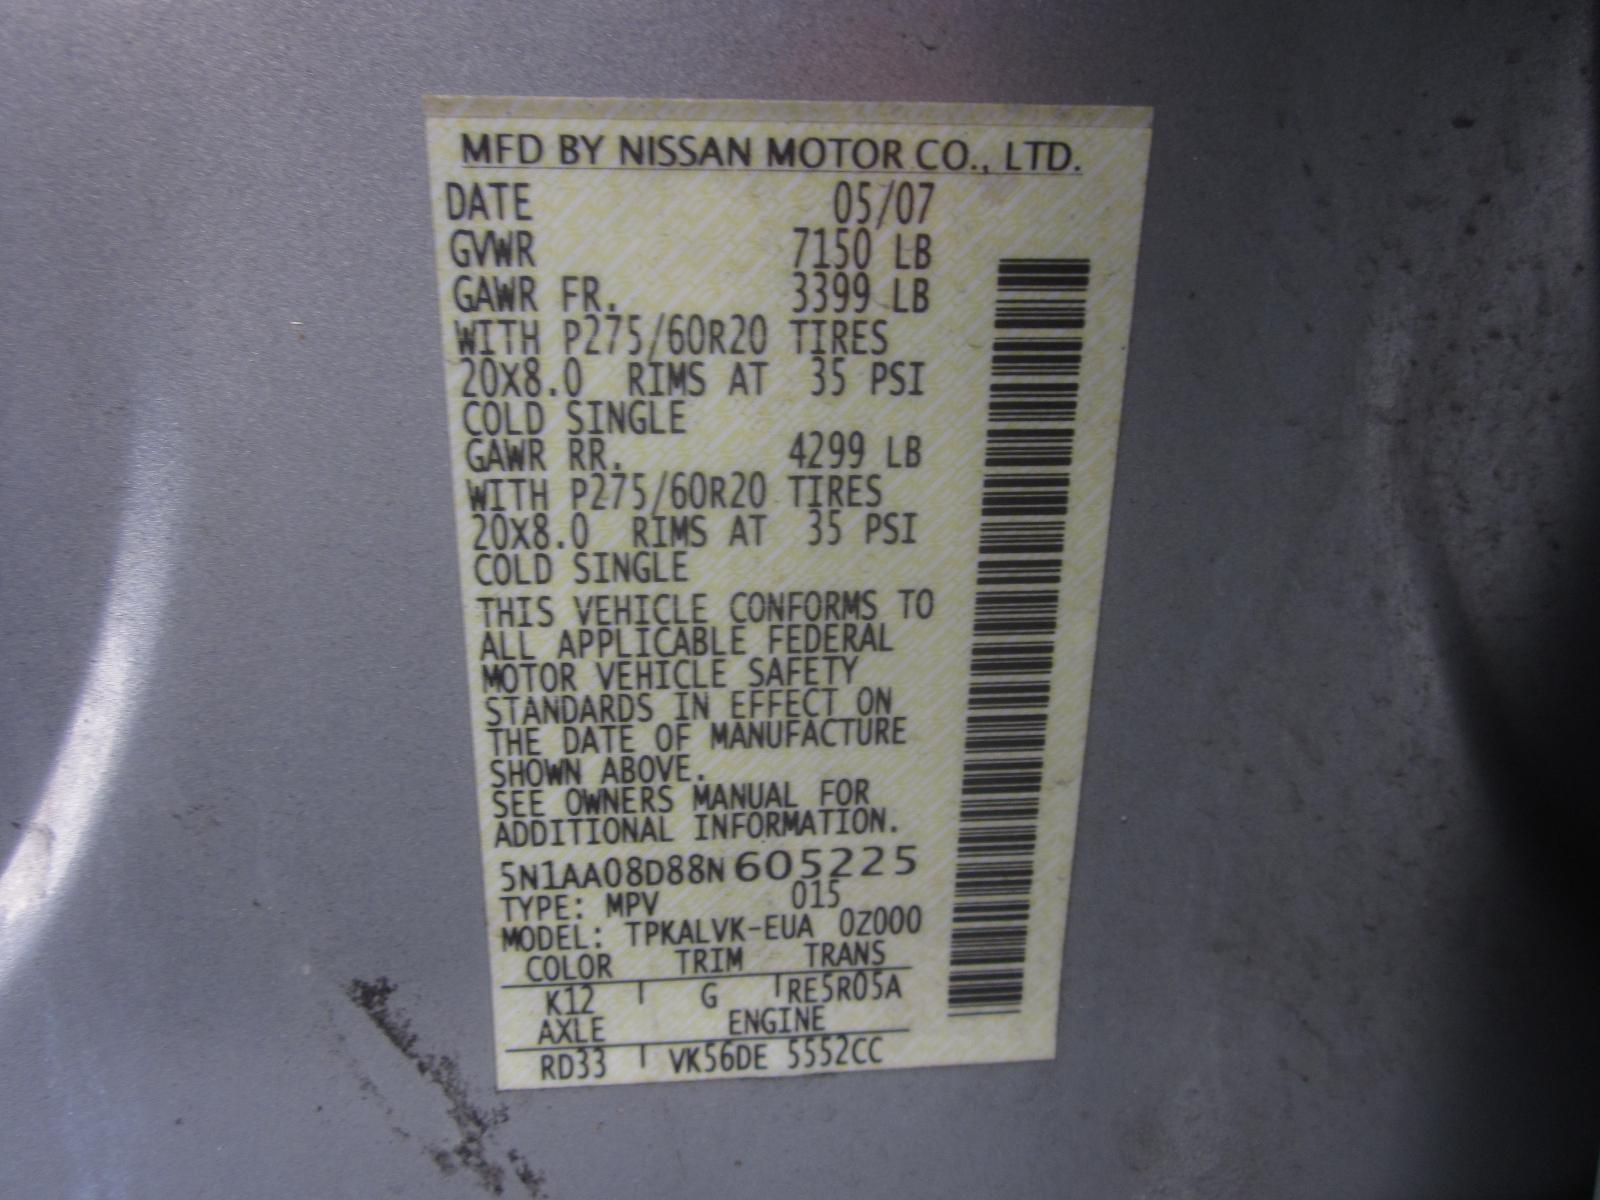 MFD BY NISSAN MOTOR CO., LTD.
DATE 05/07
GVWR 7150 LB
GAWR FR. 3399 LB
WITH P275/60R20 TIRES
20X8.0 RIMS AT 35 PSI
COLD SINGLE
GAWR RR. 4299 LB
WITH P275/60R20 TIRES
20X8.0 RIMS AT 35 PSI
COLD SINGLE
THIS VEHICLE CONFORMS TO
ALL APPLICABLE FEDERAL
MOTOR VEHICLE SAFETY
STANDARDS IN EFFECT ON
THE DATE OF MANUFACTURE
SHOWN ABOVE.
SEE OWNERS MANUAL FOR
ADDITIONAL INFORMATION.
5N1AA08D88N605225
TYPE: MPV 015
MODEL: TPKALVK-EUA 0Z000
COLOR TRIM TRANS
K12 G RE5R05A
AXLE ENGINE
RD33 VK56DE 5552CC